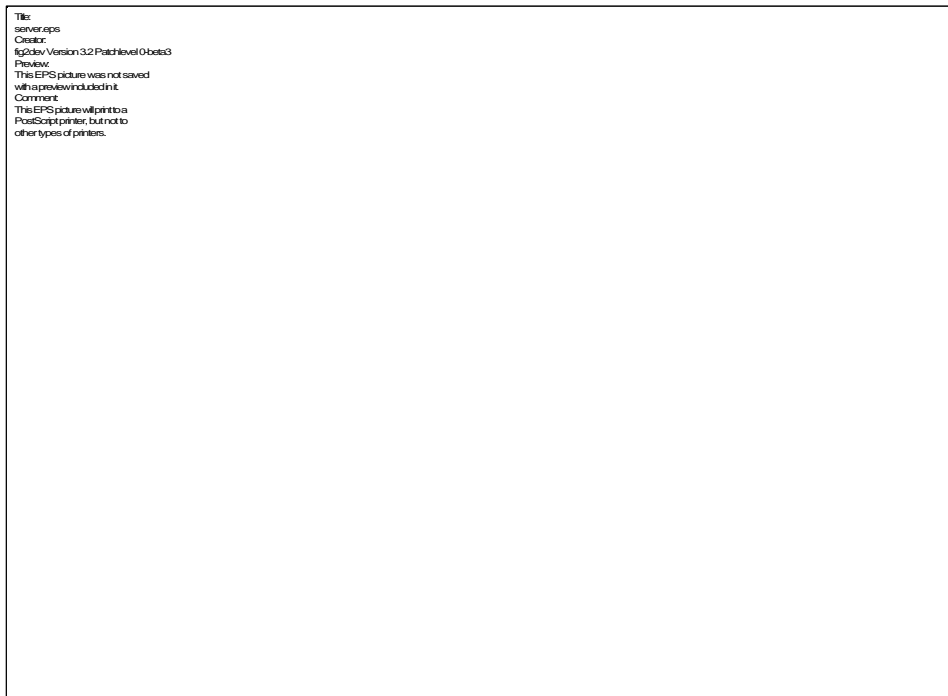 Title:
server.eps
Creator:
fig2dev Version 3.2 Patchlevel 0-beta3
Preview:
This EPS picture was not saved
with a preview included in it.
Comment:
This EPS picture will print to a
PostScript printer, but not to
other types of printers.